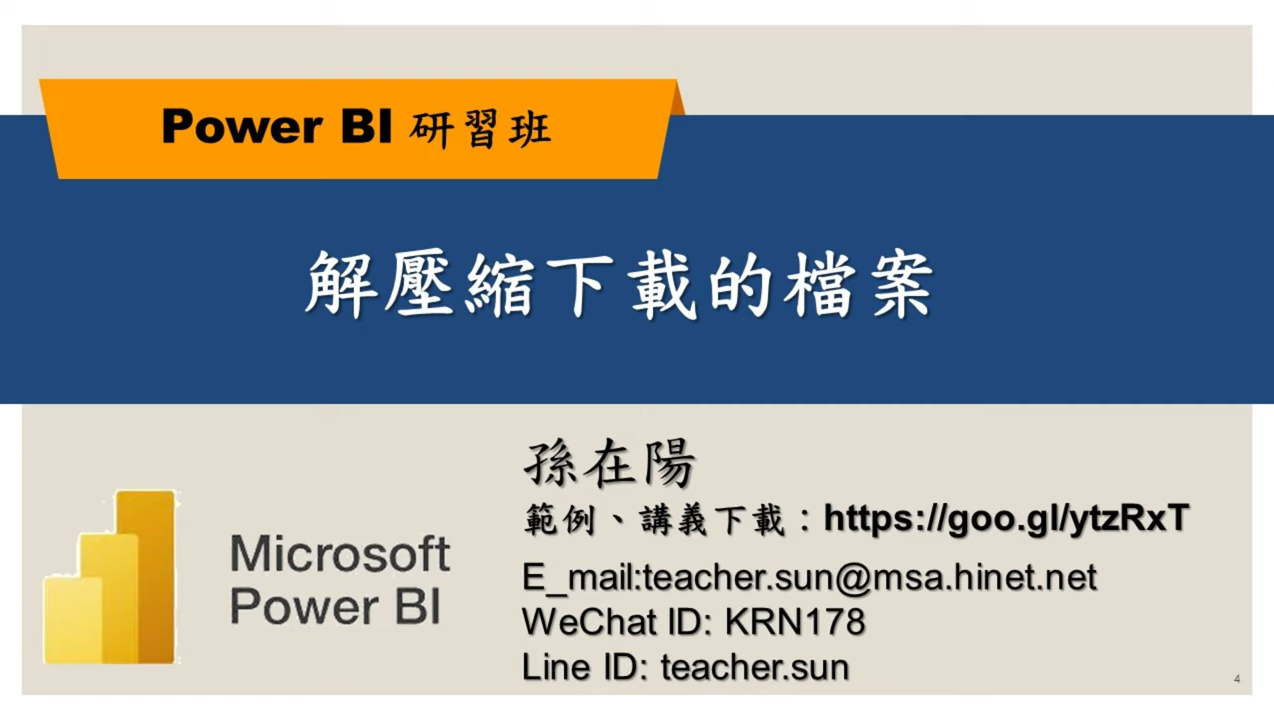 Power BI 研習班
解壓縮下載的檔案
孫在陽
範例、講義下載：https://goo.gl/ytzRxT
Microsoft
Power BI
E_mail:teacher.sun@msa.hinet.net
WeChat ID: KRN178
Line ID: teacher.sun
4